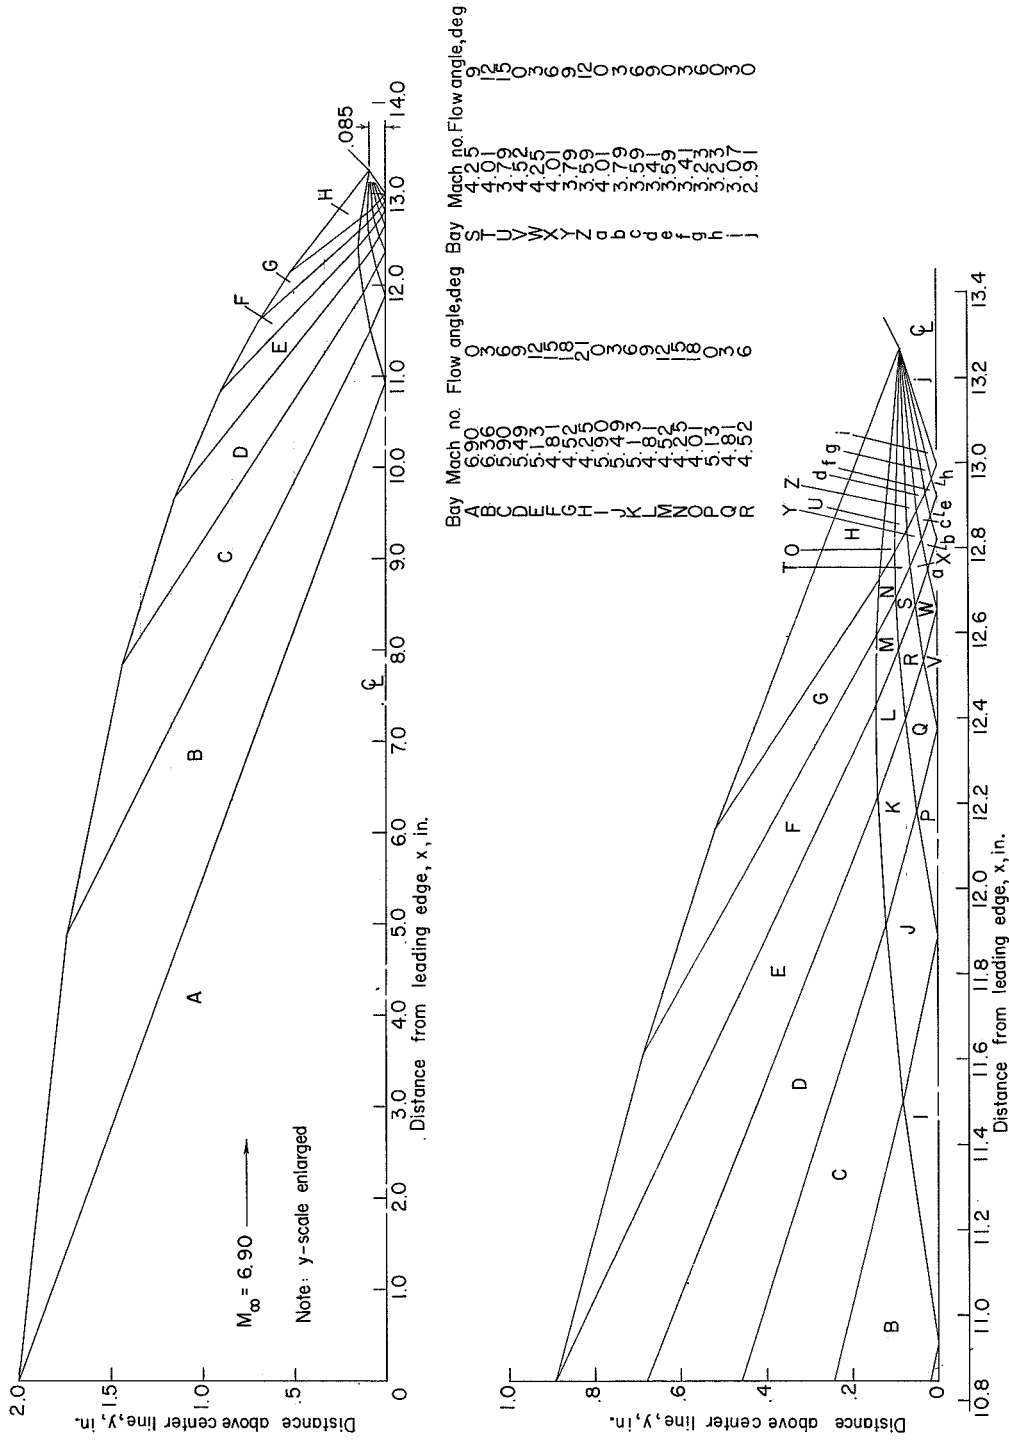 2.0
1.5
1.0
.5
0
Distance above center line, y, in.
M∞ = 6.90
Note: y-scale enlarged
A
B
C
D
E
F
G
H
.085
℄
1.0 2.0 3.0 4.0 5.0 6.0 7.0 8.0 9.0 10.0 11.0 12.0 13.0 14.0
Distance from leading edge, x, in.
Bay Mach no. Flow angle, deg Bay Mach no. Flow angle, deg
A 6.90 0 S 4.25 9
B 6.36 3 T 4.01 12
C 5.90 6 U 3.79 15
D 5.49 9 V 4.52 0
E 5.13 12 W 4.25 3
F 4.81 15 X 4.01 6
G 4.52 18 Y 3.79 9
H 4.25 21 Z 3.59 12
I 5.90 0 a 4.01 0
J 5.49 3 b 3.79 3
K 5.13 6 c 3.59 6
L 4.81 9 d 3.41 9
M 4.52 12 e 3.59 0
N 4.25 15 f 3.41 3
O 4.01 18 g 3.23 6
P 5.13 0 h 3.23 0
Q 4.81 3 i 3.07 3
R 4.52 6 j 2.91 0
1.0
.8
.6
.4
.2
0
Distance above center line, y, in.
B
C
D
E
F
G
H
I
J
K
L
M
N
T O
Y U Z d f g i
P
Q
R
S
V
W
a X b c e h
j
℄
10.8 11.0 11.2 11.4 11.6 11.8 12.0 12.2 12.4 12.6 12.8 13.0 13.2 13.4
Distance from leading edge, x, in.